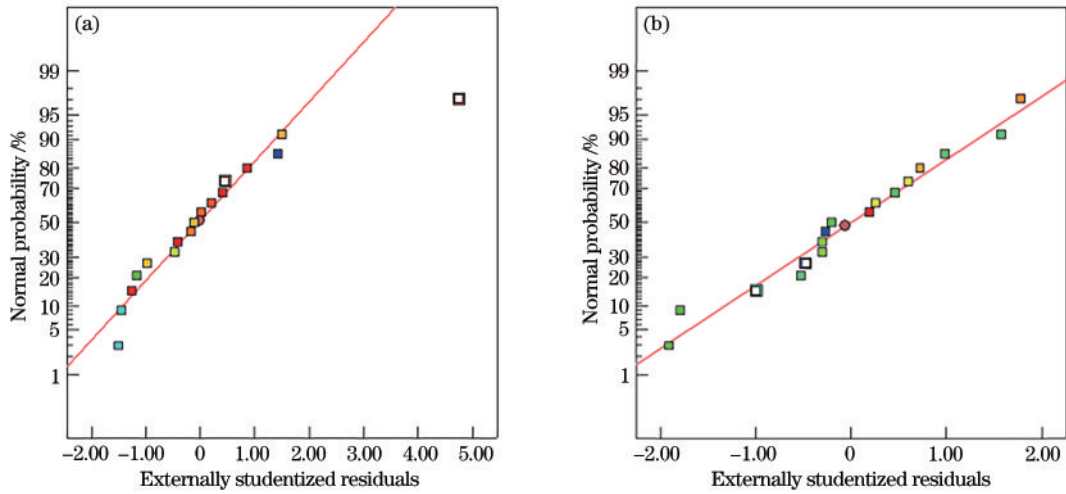 (a)
Normal probability /%
99
95
90
80
70
50
30
20
10
5
1
−2.00 −1.00 0 1.00 2.00 3.00 4.00 5.00
Externally studentized residuals
(b)
Normal probability /%
99
95
90
80
70
50
30
20
10
5
1
−2.00 −1.00 0 1.00 2.00
Externally studentized residuals